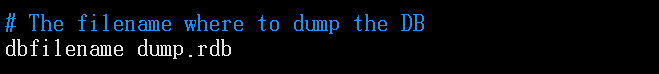 # The filename where to dump the DB
dbfilename dump.rdb